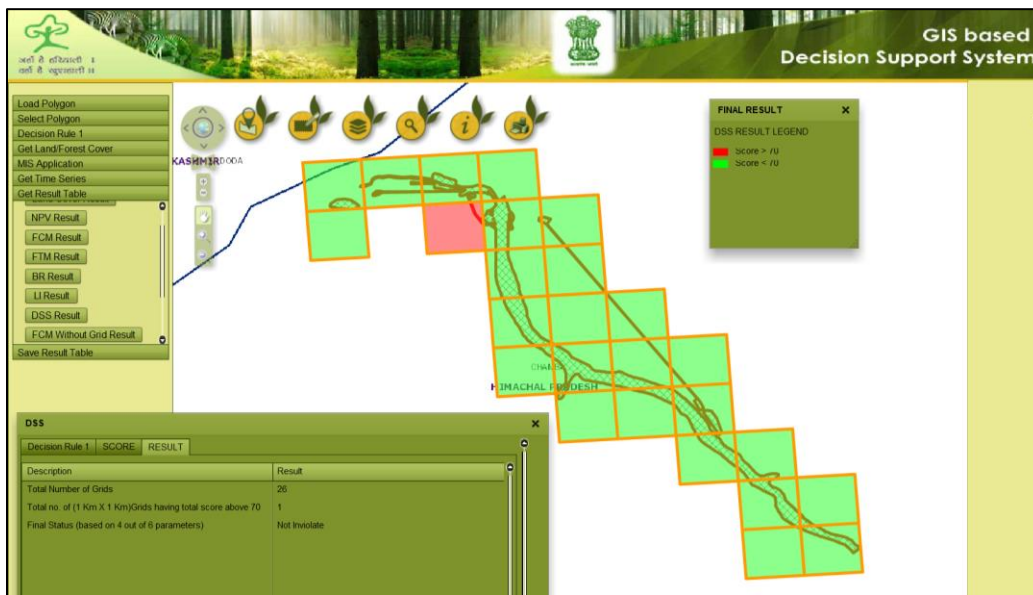 जहाँ है हरियाली ।
वहाँ है खुशहाली ॥
GIS based
Decision Support System
Load Polygon
Select Polygon
Decision Rule 1
Get Land/Forest Cover
MIS Application
Get Time Series
Get Result Table
NPV Result
FCM Result
FTM Result
BR Result
LI Result
DSS Result
FCM Without Grid Result
Save Result Table
KASHMIR DODA
FINAL RESULT X
DSS RESULT LEGEND
Score > 70
Score < 70
HIMACHAL PRADESH
DSS X
Decision Rule 1 SCORE RESULT
Description Result
Total Number of Grids 26
Total no. of (1 Km X 1 Km)Grids having total score above 70 1
Final Status (based on 4 out of 6 parameters) Not Inviolate